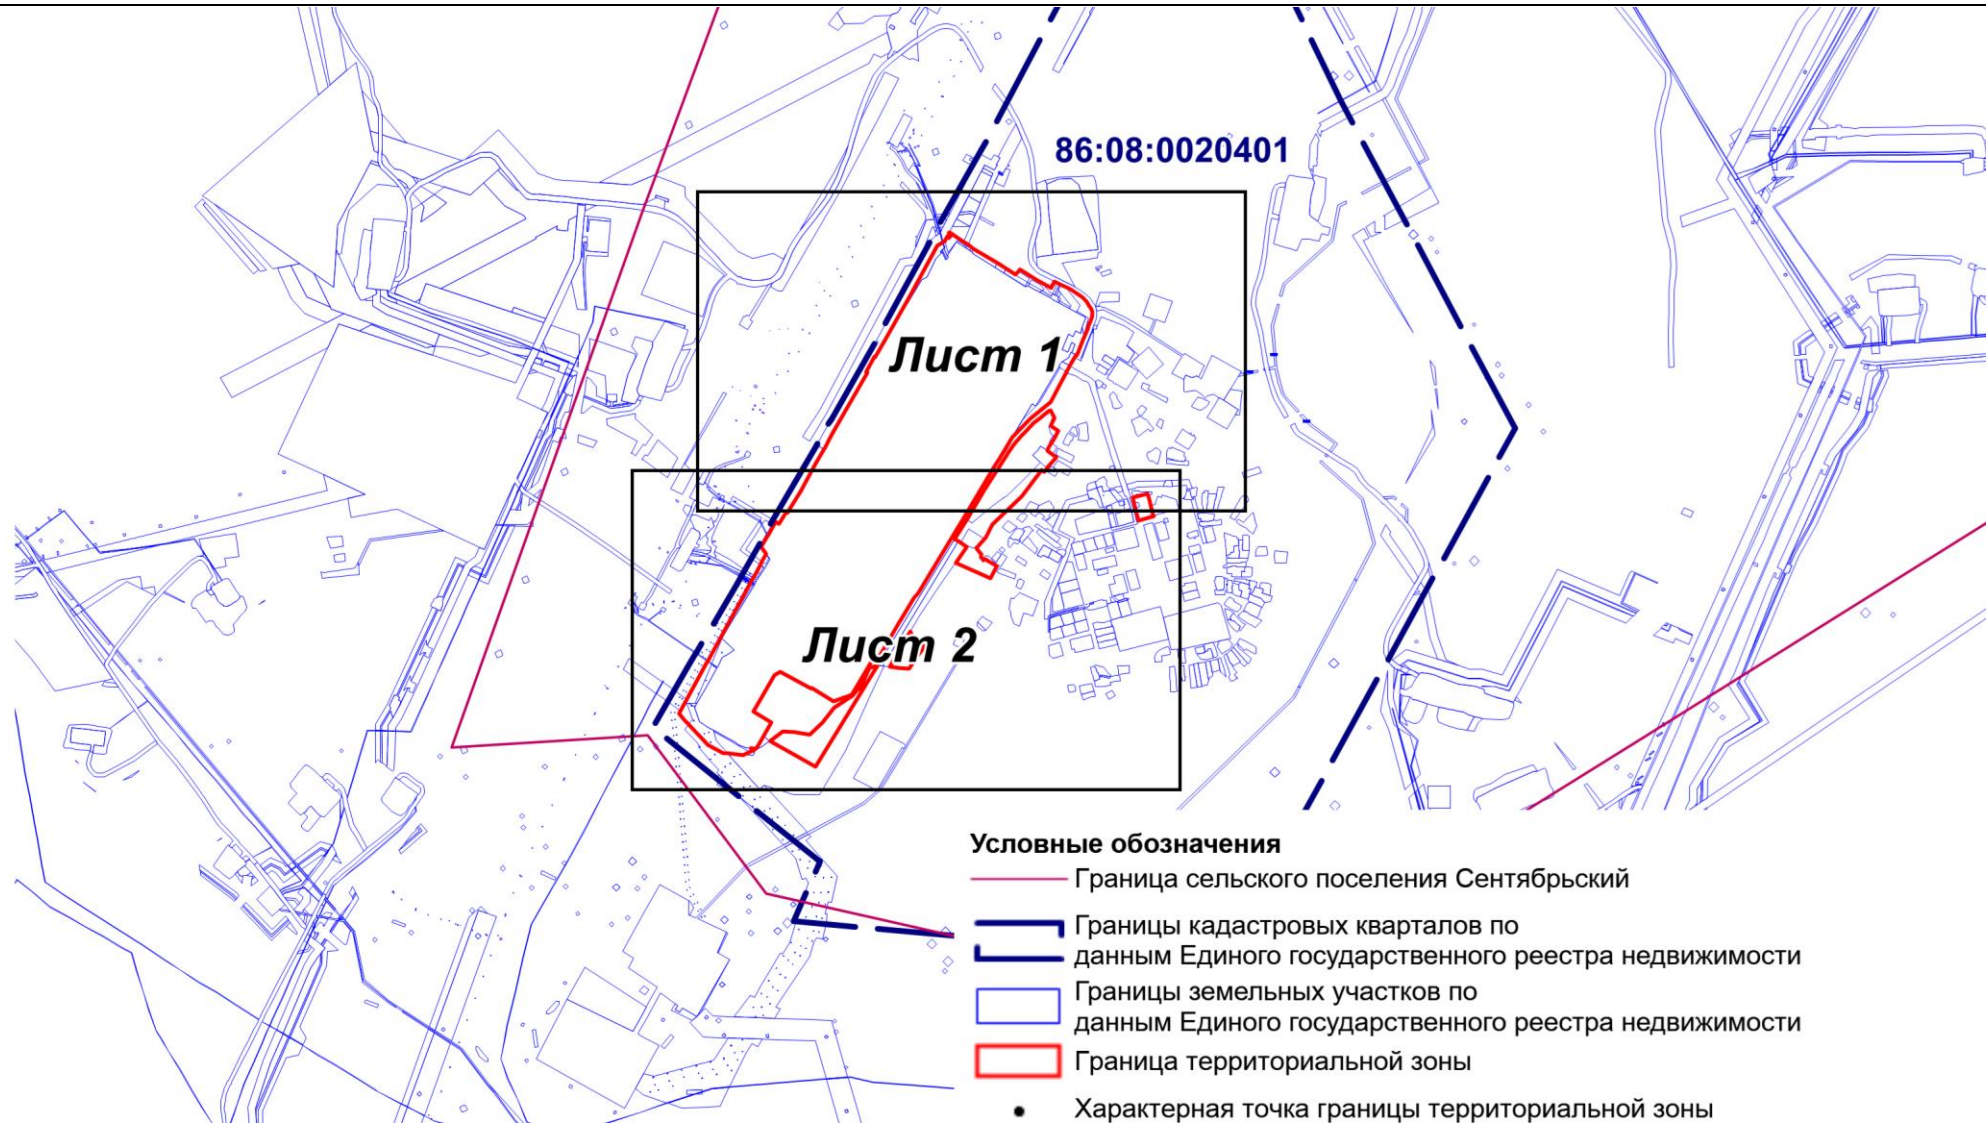 86:08:0020401
Лист 1
Лист 2
Условные обозначения
Граница сельского поселения Сентябрьский
Границы кадастровых кварталов по
данным Единого государственного реестра недвижимости
Границы земельных участков по
данным Единого государственного реестра недвижимости
Граница территориальной зоны
Характерная точка границы территориальной зоны